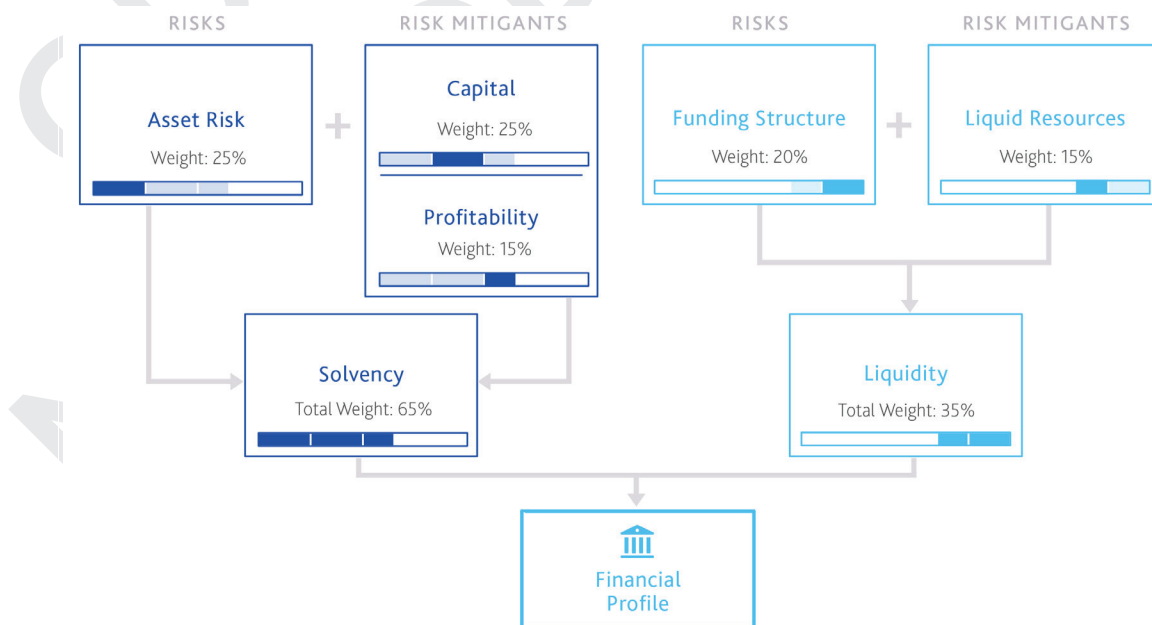 RISKS
RISK MITIGANTS
RISKS
RISK MITIGANTS
Asset Risk
Weight: 25%
+
Capital
Weight: 25%
Profitability
Weight: 15%
Funding Structure
Weight: 20%
+
Liquid Resources
Weight: 15%
Solvency
Total Weight: 65%
Liquidity
Total Weight: 35%
Financial
Profile